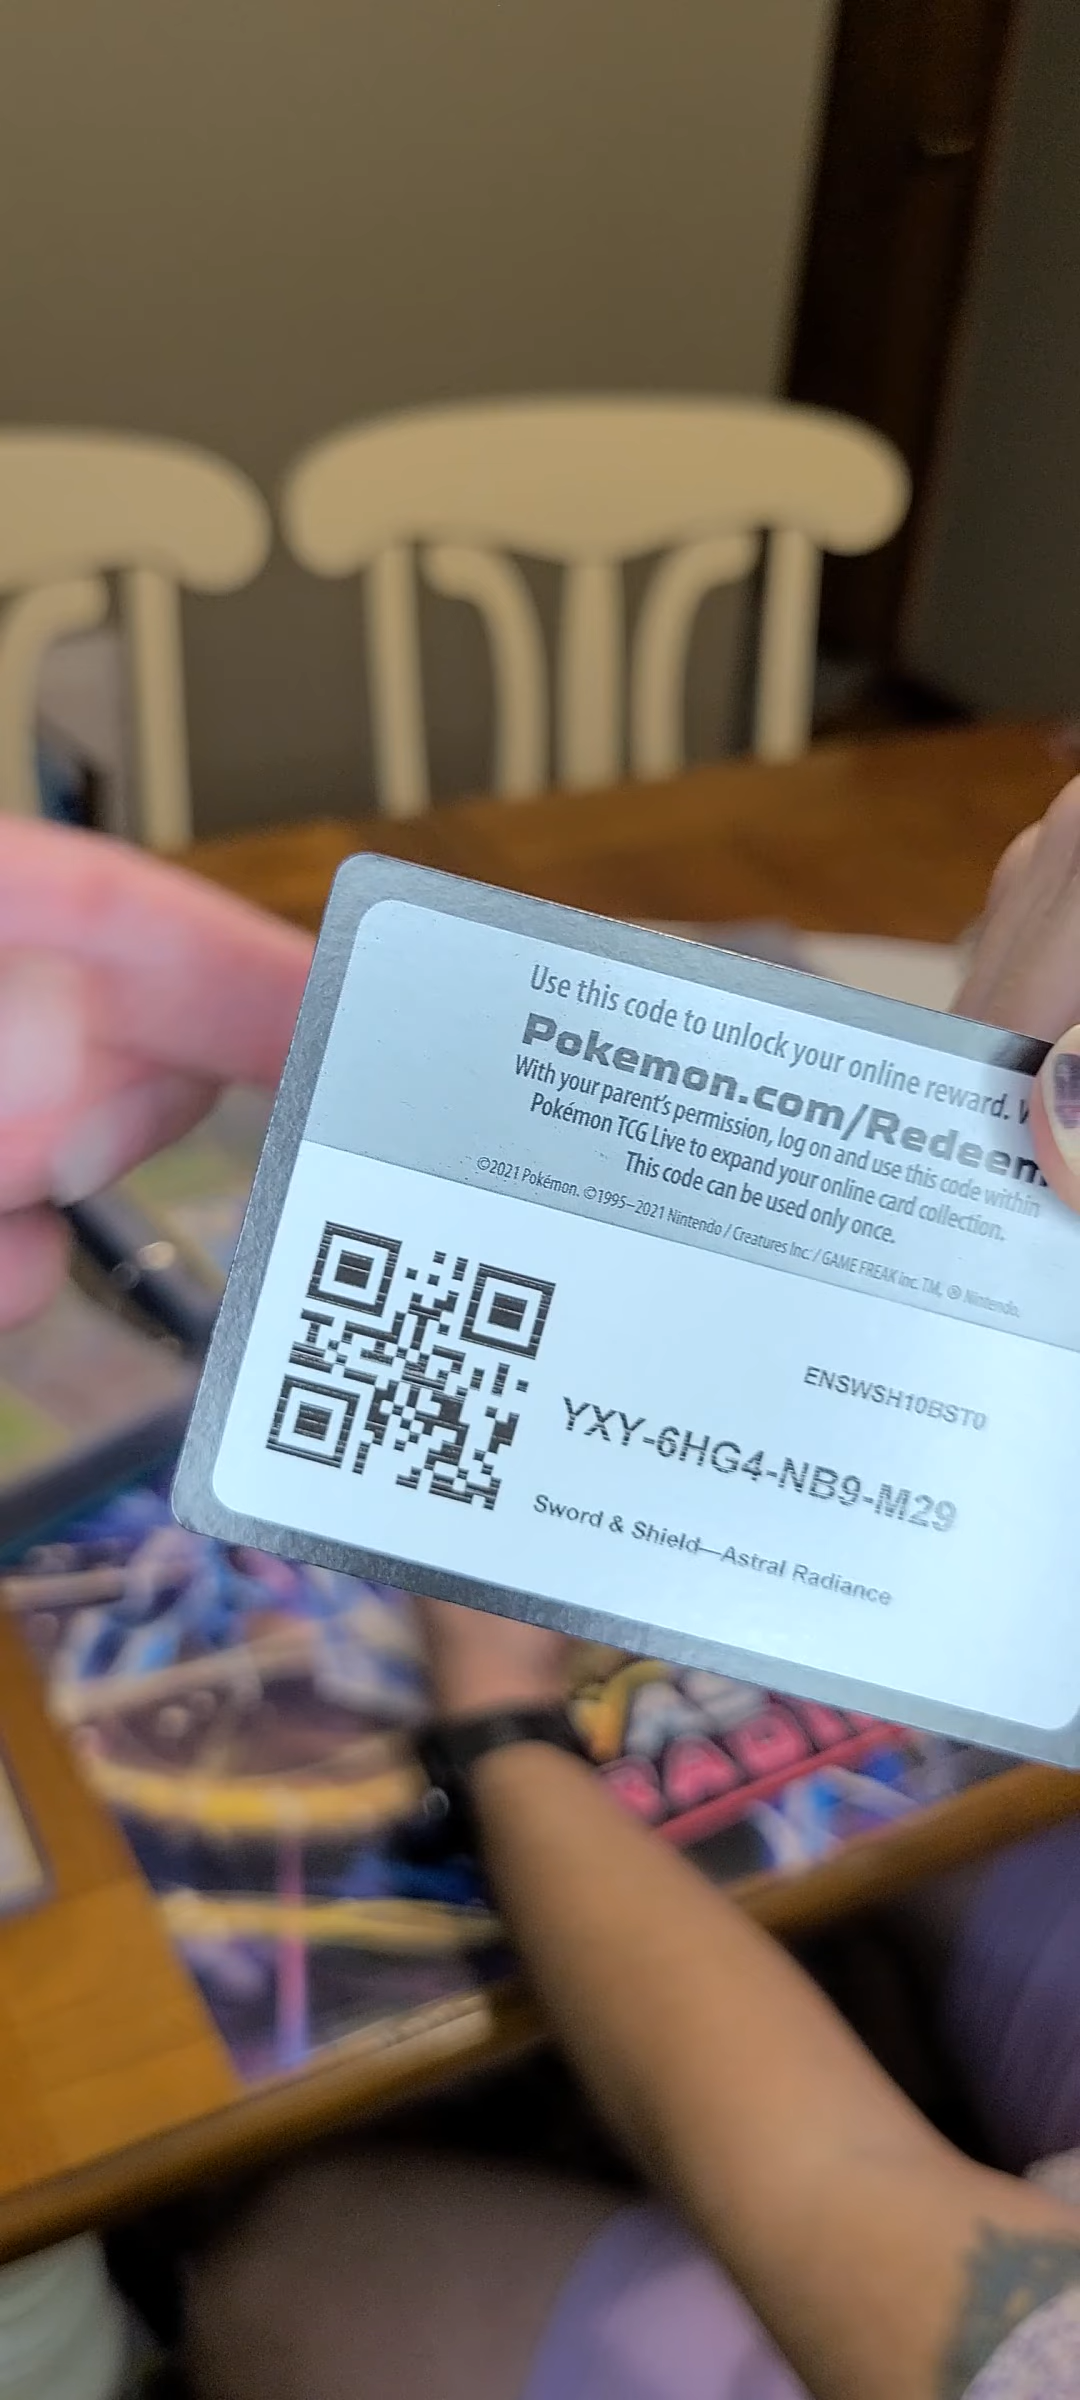 Use this code to unlock your online reward.
Pokemon.com/Redeem
With your parent's permission, log on and use this code within
Pokémon TCG Live to expand your online card collection.
This code can be used only once.
©2021 Pokémon. ©1995–2021 Nintendo / Creatures Inc. / GAME FREAK inc. TM, ® Nintendo.
ENSWSH10BST0
YXY-6HG4-NB9-M29
Sword & Shield—Astral Radiance